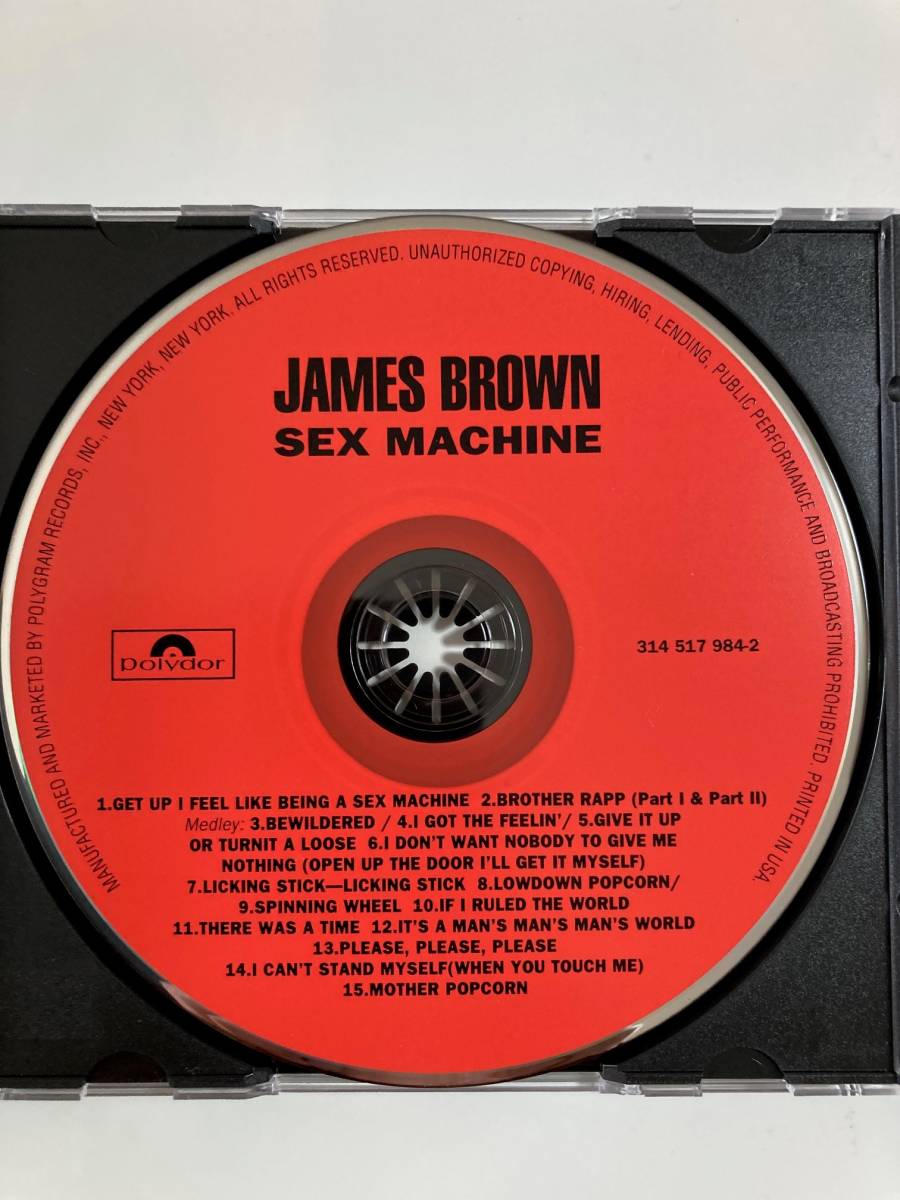 MANUFACTURED AND MARKETED BY POLYGRAM RECORDS, INC., NEW YORK, NEW YORK. ALL RIGHTS RESERVED. UNAUTHORIZED COPYING, HIRING, LENDING, PUBLIC PERFORMANCE AND BROADCASTING PROHIBITED. PRINTED IN USA.
JAMES BROWN
SEX MACHINE
polydor
314 517 984-2
1.GET UP I FEEL LIKE BEING A SEX MACHINE 2.BROTHER RAPP (Part I & Part II)
Medley: 3.BEWILDERED / 4.I GOT THE FEELIN'/ 5.GIVE IT UP
OR TURNIT A LOOSE 6.I DON'T WANT NOBODY TO GIVE ME
NOTHING (OPEN UP THE DOOR I'LL GET IT MYSELF)
7.LICKING STICK—LICKING STICK 8.LOWDOWN POPCORN/
9.SPINNING WHEEL 10.IF I RULED THE WORLD
11.THERE WAS A TIME 12.IT'S A MAN'S MAN'S MAN'S WORLD
13.PLEASE, PLEASE, PLEASE
14.I CAN'T STAND MYSELF(WHEN YOU TOUCH ME)
15.MOTHER POPCORN